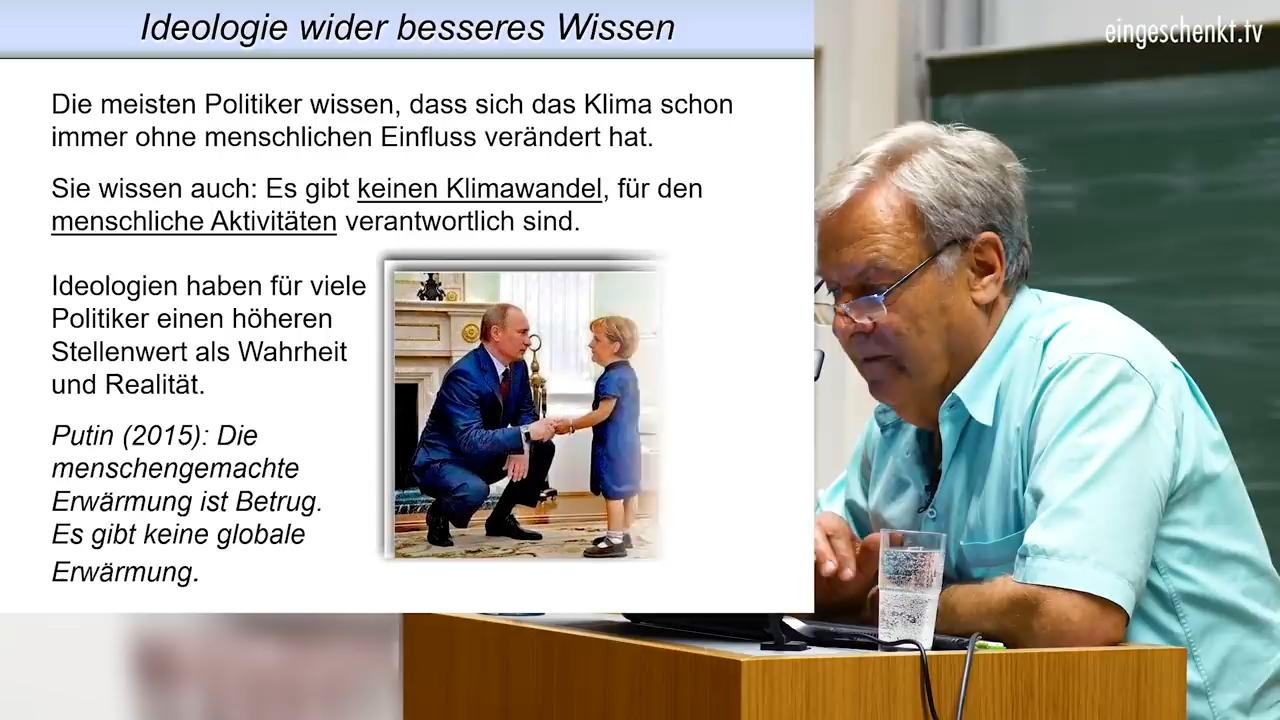 Ideologie wider besseres Wissen
eingeschenkt.tv
Die meisten Politiker wissen, dass sich das Klima schon
immer ohne menschlichen Einfluss verändert hat.
Sie wissen auch: Es gibt keinen Klimawandel, für den
menschliche Aktivitäten verantwortlich sind.
Ideologien haben für viele
Politiker einen höheren
Stellenwert als Wahrheit
und Realität.
Putin (2015): Die
menschengemachte
Erwärmung ist Betrug.
Es gibt keine globale
Erwärmung.